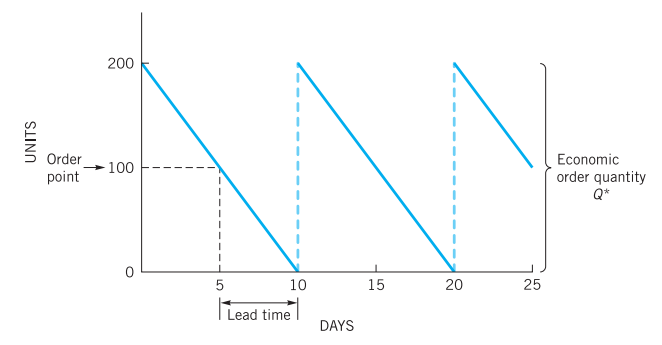 200
UNITS
Order
point
100
Economic
order quantity
Q*
0
5
10
15
20
25
Lead time
DAYS